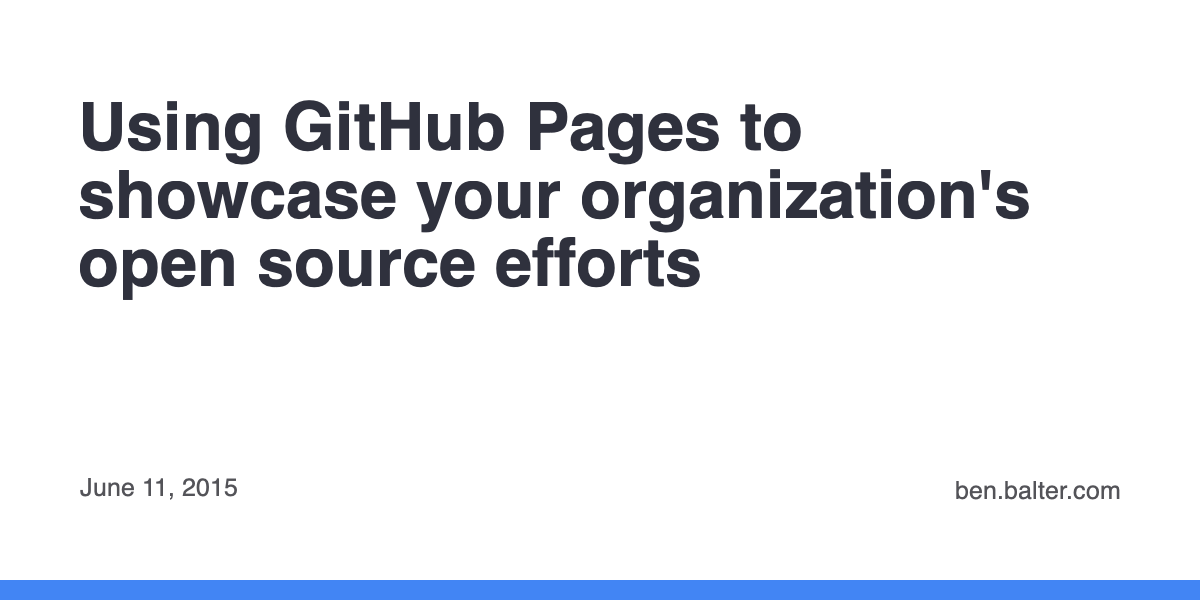 Using GitHub Pages to
showcase your organization's
open source efforts
June 11, 2015
ben.balter.com